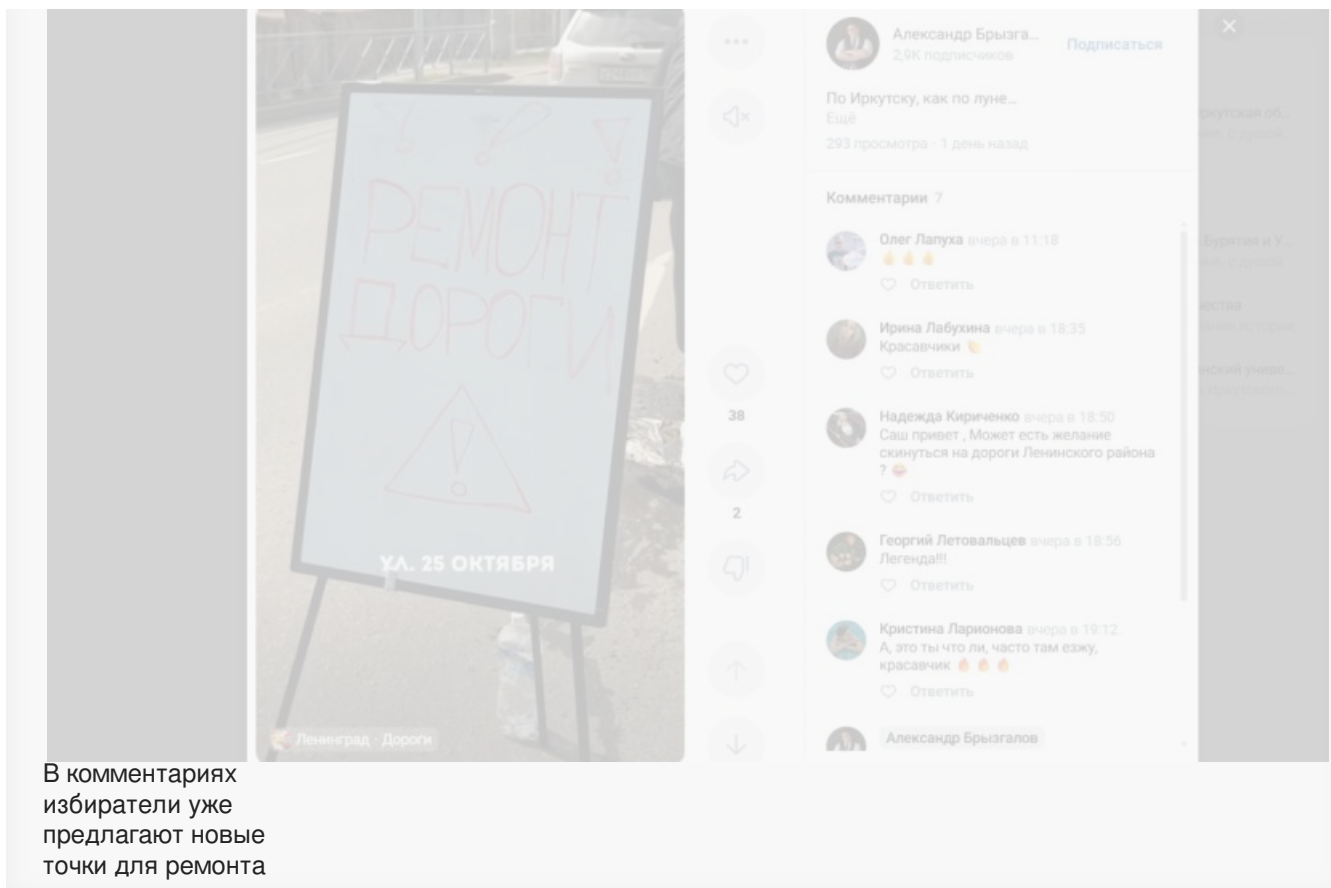 РЕМОНТ
ДОРОГИ
УЛ. 25 ОКТЯБРЯ
Ленинград · Дороги
38
2
Александр Брызга...
2,9K подписчиков
Подписаться
По Иркутску, как по луне...
Ещё
293 просмотра · 1 день назад
Комментарии 7
Олег Лапуха вчера в 11:18
Ответить
Ирина Лабухина вчера в 18:35
Красавчики
Ответить
Надежда Кириченко вчера в 18:50
Саш привет , Может есть желание
скинуться на дороги Ленинского района
?
Ответить
Георгий Летовальцев вчера в 18:56
Легенда!!!
Ответить
Кристина Ларионова вчера в 19:12
А, это ты что ли, часто там езжу,
красавчик
Ответить
Александр Брызгалов
Бурятия и У...
В комментариях
избиратели уже
предлагают новые
точки для ремонта